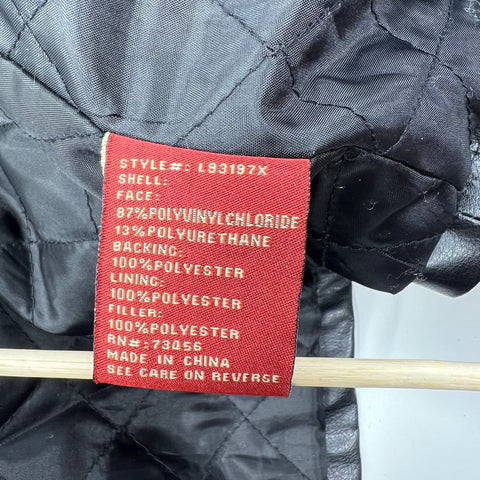 STYLE#: L93197X
SHELL:
FACE:
87%POLYVINYLCHLORIDE
13%POLYURETHANE
BACKING:
100%POLYESTER
LINING:
100%POLYESTER
FILLER:
100%POLYESTER
RN#: 73456
MADE IN CHINA
SEE CARE ON REVERSE